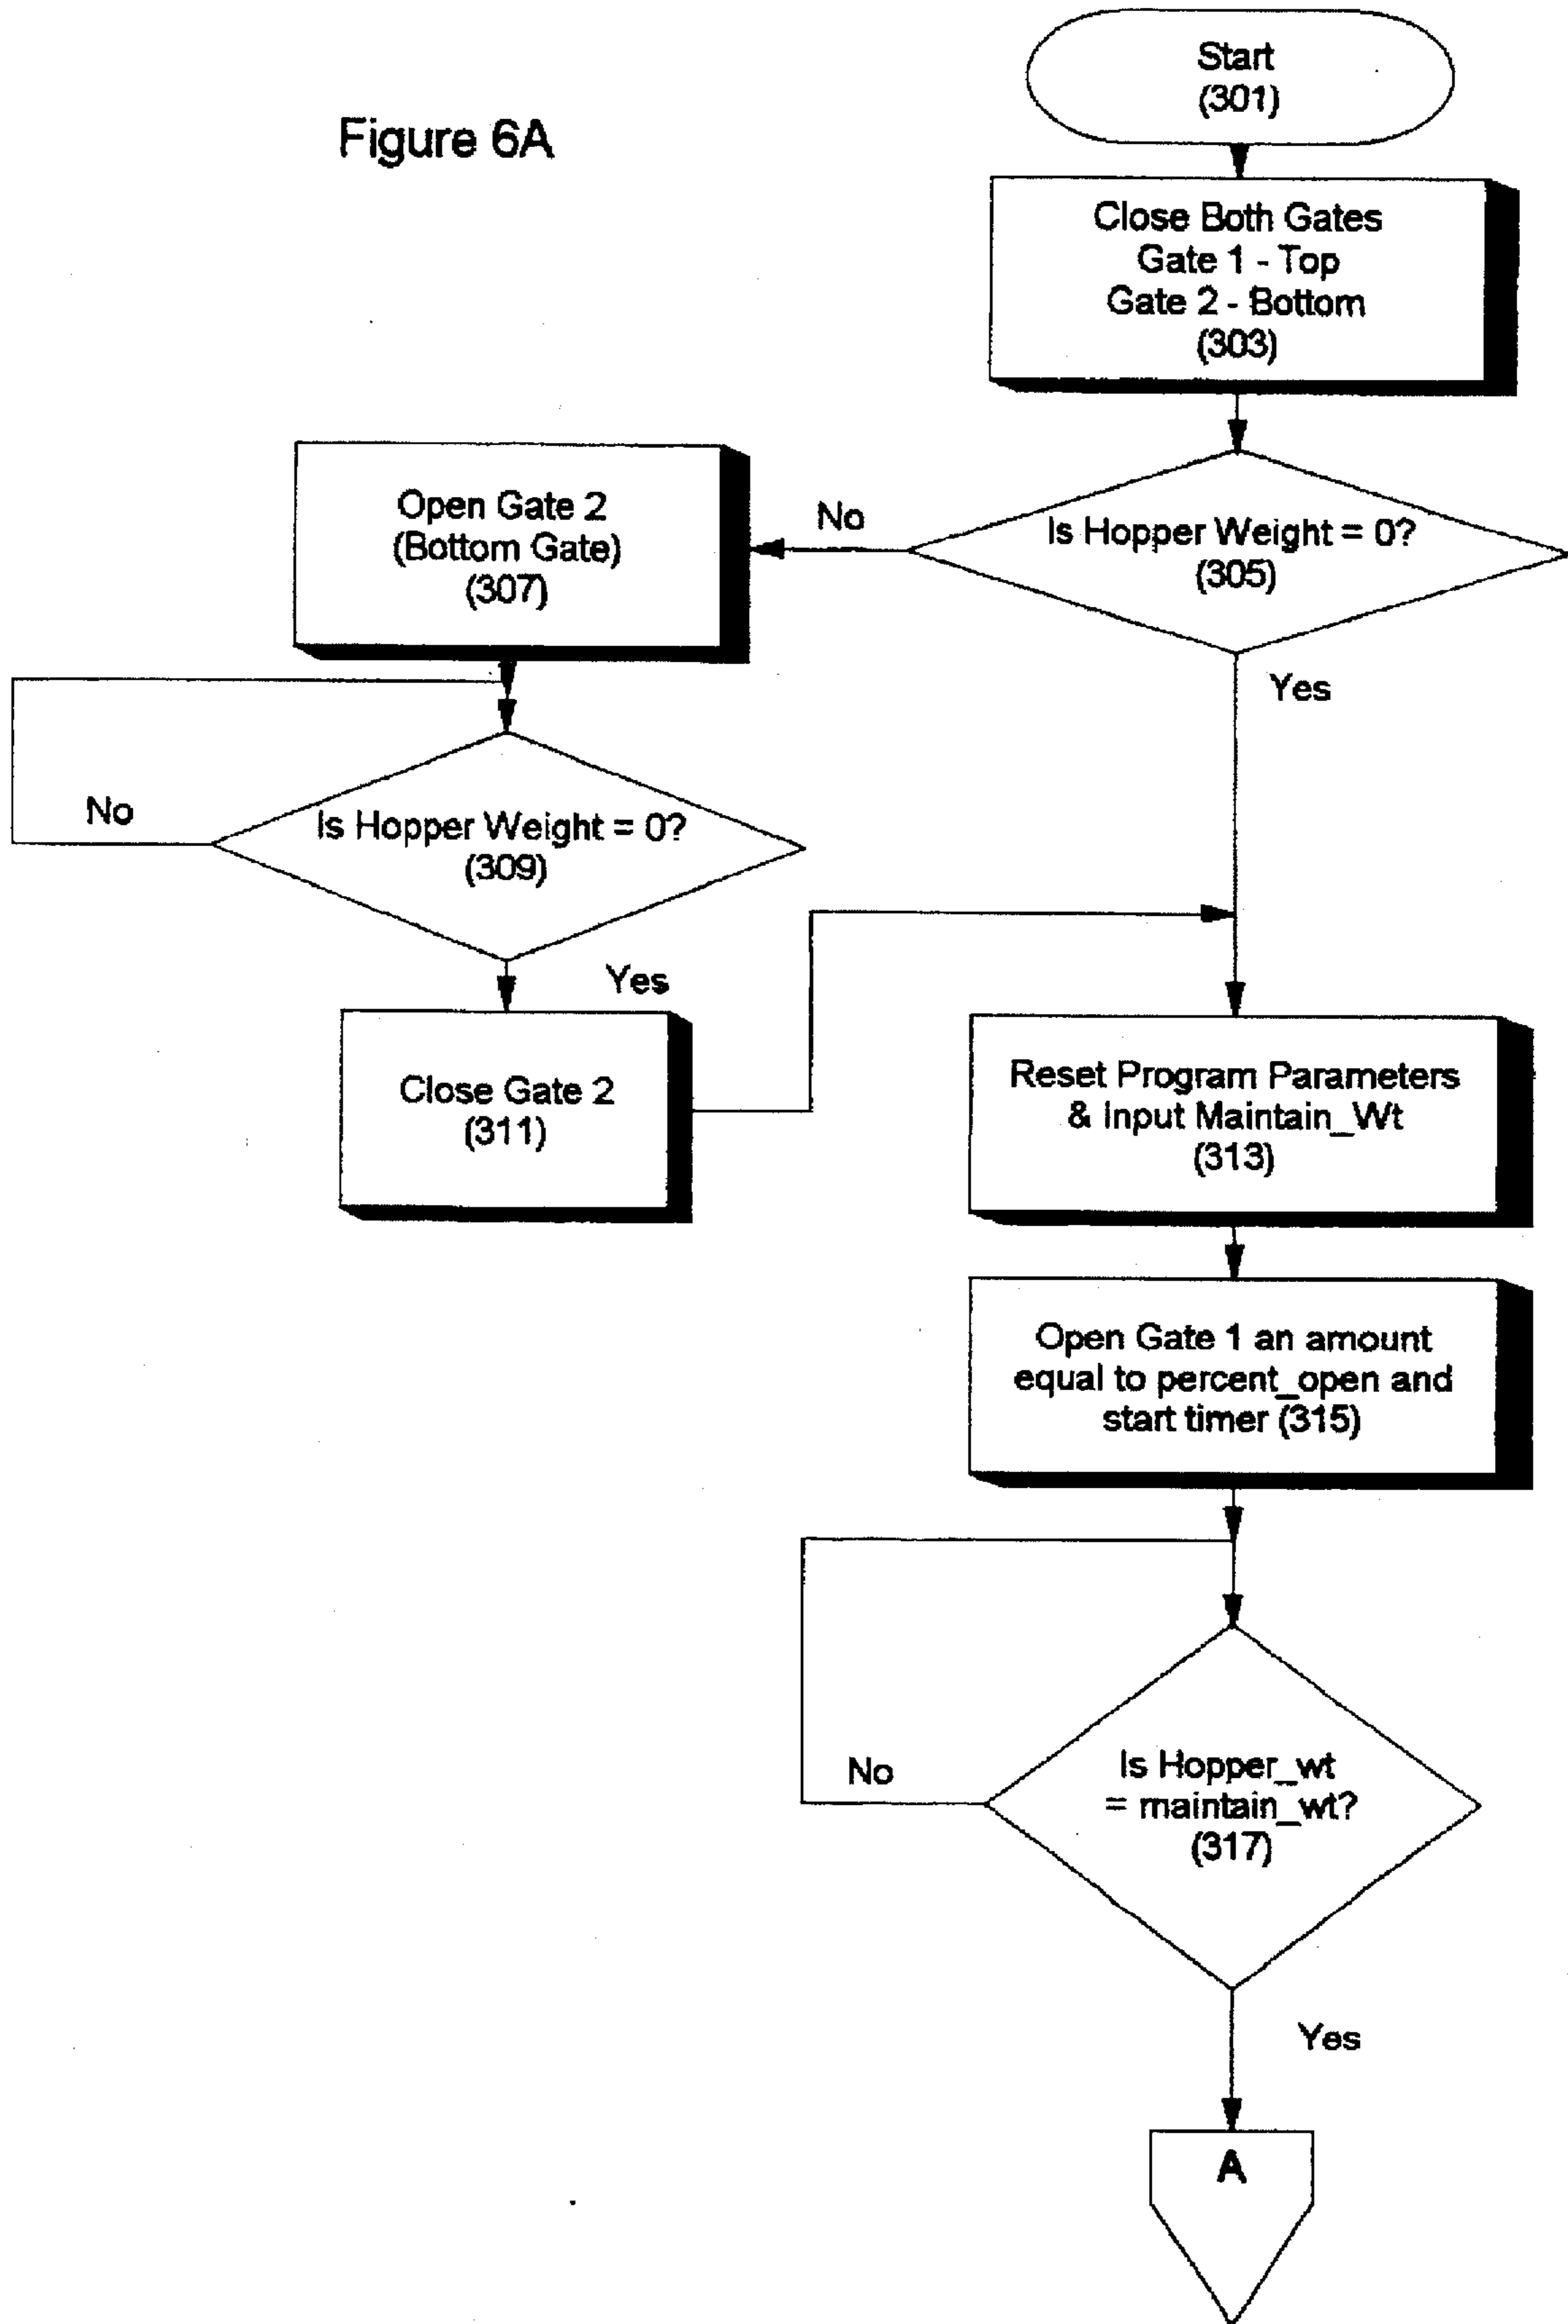 Figure 6A
Start
(301)
Close Both Gates
Gate 1 - Top
Gate 2 - Bottom
(303)
Is Hopper Weight = 0?
(305)
No
Yes
Open Gate 2
(Bottom Gate)
(307)
Is Hopper Weight = 0?
(309)
No
Yes
Close Gate 2
(311)
Reset Program Parameters
& Input Maintain_Wt
(313)
Open Gate 1 an amount
equal to percent_open and
start timer (315)
Is Hopper_wt
= maintain_wt?
(317)
No
Yes
A